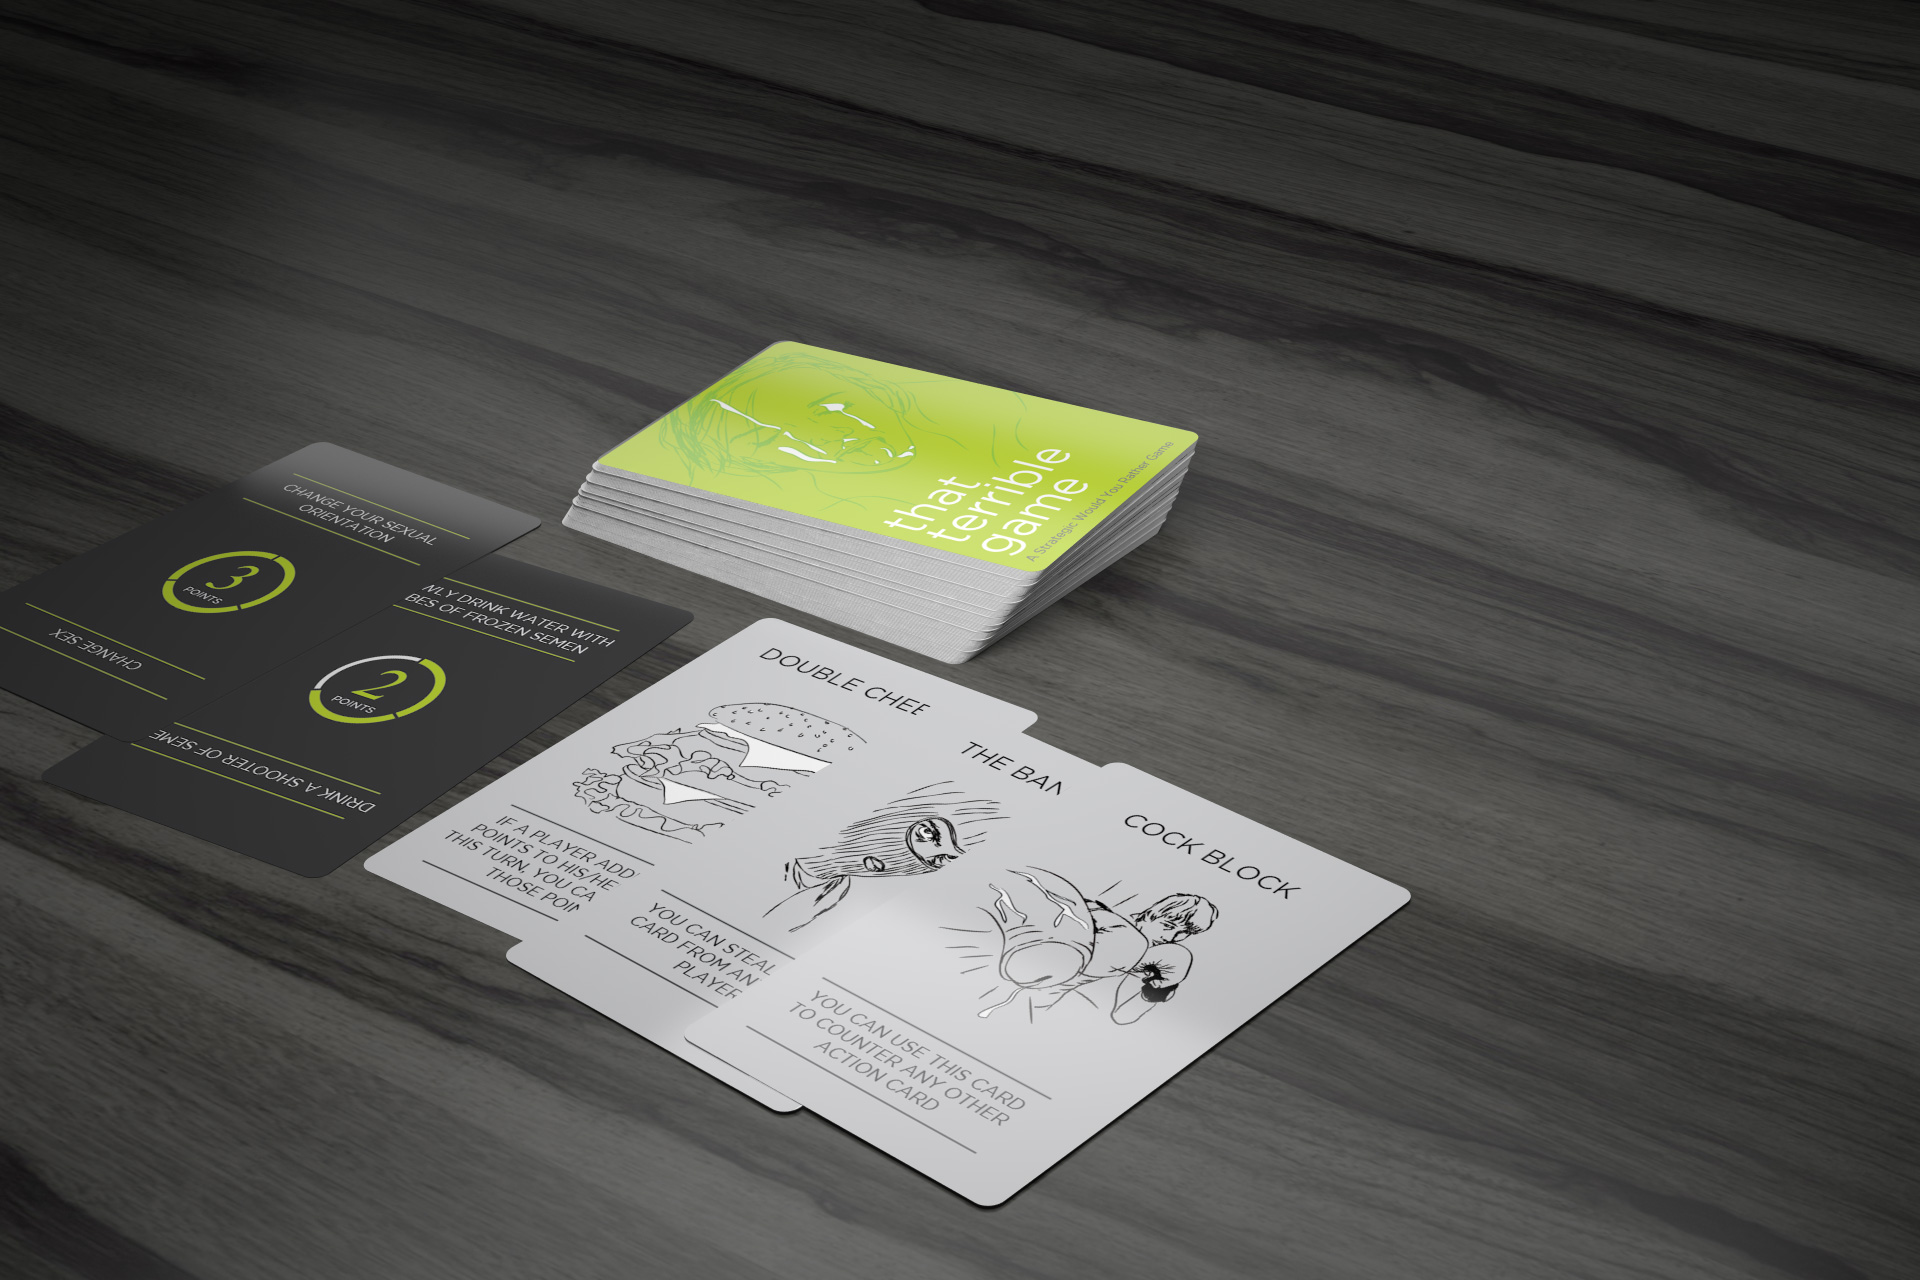 that
terrible
game
A Strategic Would You Rather Game
CHANGE YOUR SEXUAL
ORIENTATION
3
POINTS
CHANGE SEX
NLY DRINK WATER WITH
BES OF FROZEN SEMEN
2
POINTS
DRINK A SHOOTER OF SEME
DOUBLE CHEE
IF A PLAYER ADD
POINTS TO HIS/HE
THIS TURN, YOU CA
THOSE POIN
THE BAN
YOU CAN STEAL
CARD FROM AN
PLAYER
COCK BLOCK
YOU CAN USE THIS CARD
TO COUNTER ANY OTHER
ACTION CARD